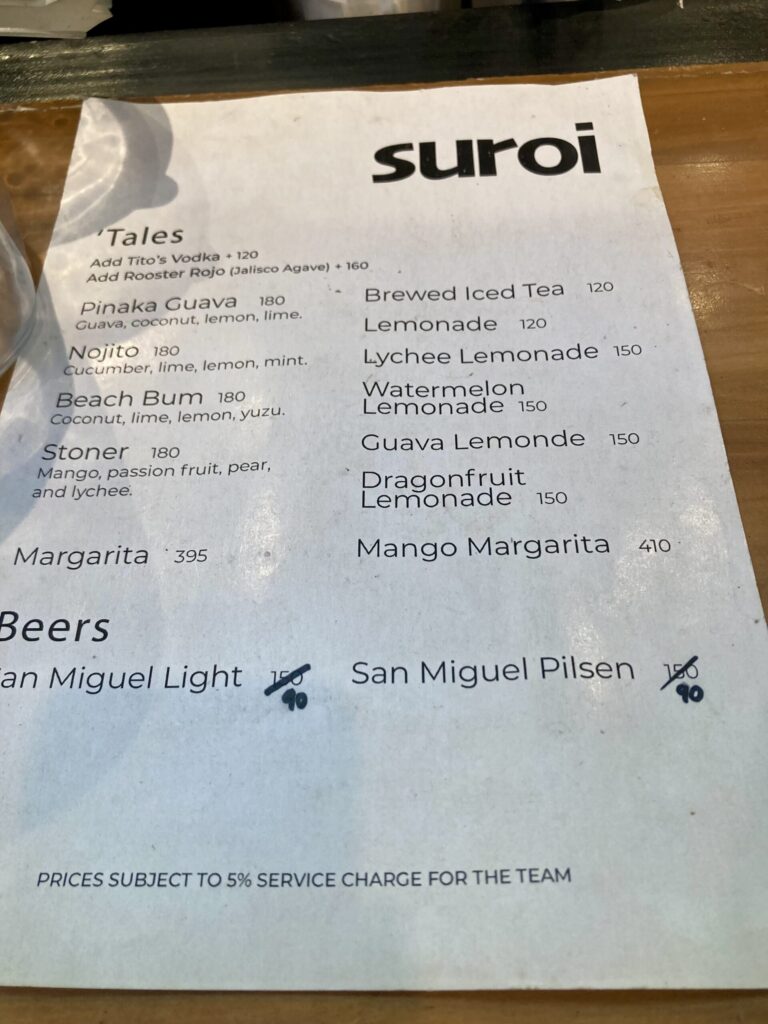 suroi
'Tales
Add Tito's Vodka + 120
Add Rooster Rojo (Jalisco Agave) + 160
Pinaka Guava 180
Guava, coconut, lemon, lime.
Nojito 180
Cucumber, lime, lemon, mint.
Beach Bum 180
Coconut, lime, lemon, yuzu.
Stoner 180
Mango, passion fruit, pear,
and lychee.
Margarita 395
Brewed Iced Tea 120
Lemonade 120
Lychee Lemonade 150
Watermelon
Lemonade 150
Guava Lemonde 150
Dragonfruit
Lemonade 150
Mango Margarita 410
Beers
an Miguel Light 150
90
San Miguel Pilsen 150
90
PRICES SUBJECT TO 5% SERVICE CHARGE FOR THE TEAM